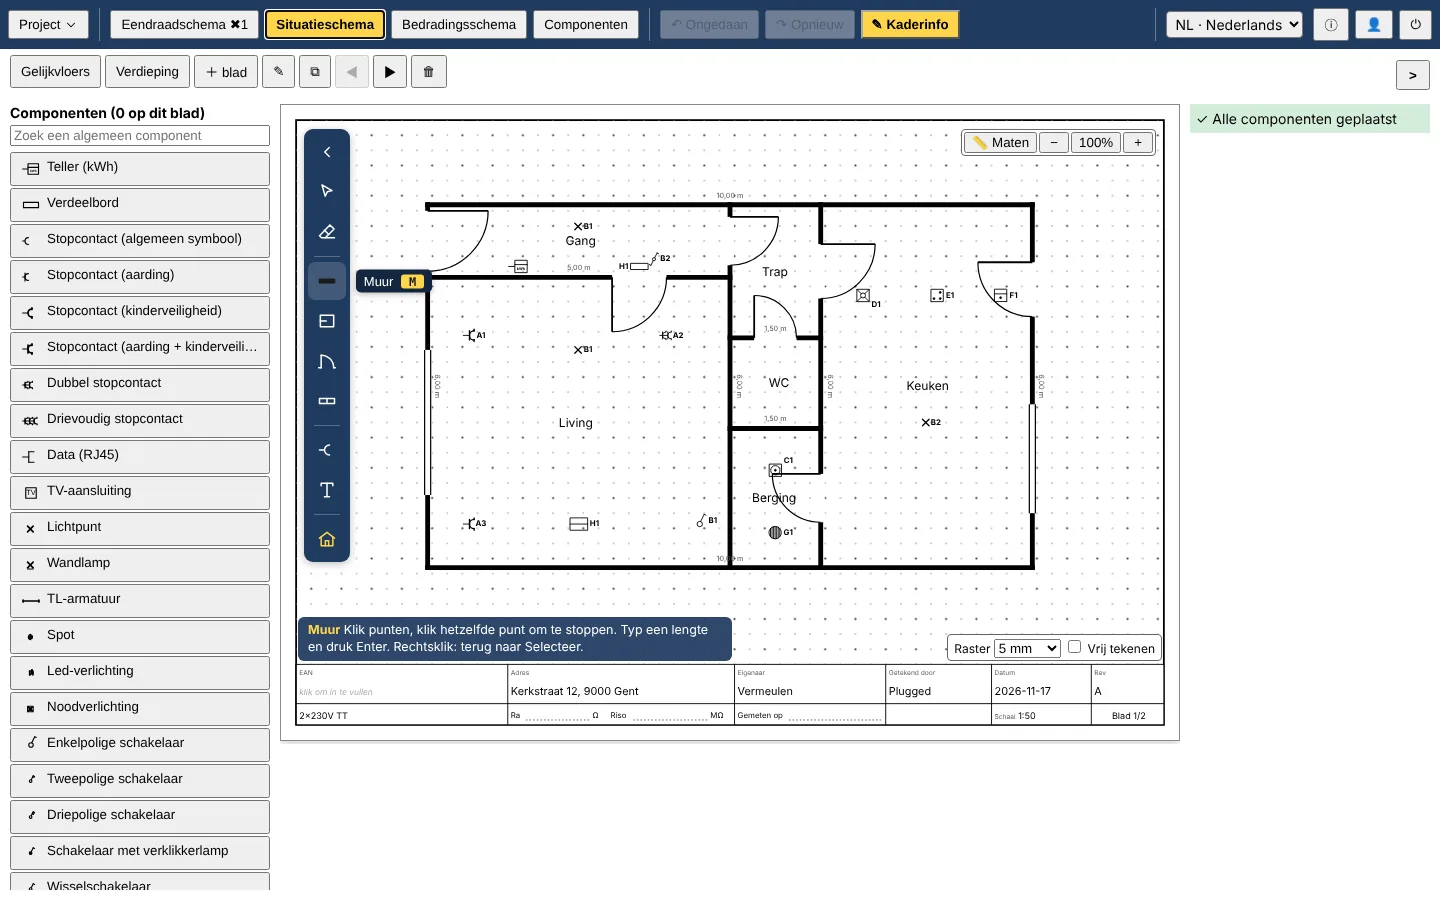 Project
Eendraadschema ✖1
Situatieschema
Bedradingsschema
Componenten
↶ Ongedaan
↷ Opnieuw
✎ Kaderinfo
NL · Nederlands
Gelijkvloers
Verdieping
+ blad
>
Componenten (0 op dit blad)
Zoek een algemeen component
Teller (kWh)
Verdeelbord
Stopcontact (algemeen symbool)
Stopcontact (aarding)
Stopcontact (kinderveiligheid)
Stopcontact (aarding + kinderveili…
Dubbel stopcontact
Drievoudig stopcontact
Data (RJ45)
TV-aansluiting
Lichtpunt
Wandlamp
TL-armatuur
Spot
Led-verlichting
Noodverlichting
Enkelpolige schakelaar
Tweepolige schakelaar
Driepolige schakelaar
Schakelaar met verklikkerlamp
Wisselschakelaar
Muur M
Maten
−
100%
+
10,00 m
B1
Gang
5,00 m
H1
B2
Trap
D1
E1
F1
A1
A2
B1
1,50 m
6,00 m
6,00 m
6,00 m
6,00 m
WC
Keuken
1,50 m
Living
B2
C1
Berging
A3
H1
B1
G1
10,00 m
Muur Klik punten, klik hetzelfde punt om te stoppen. Typ een lengte
en druk Enter. Rechtsklik: terug naar Selecteer.
Raster 5 mm Vrij tekenen
EAN
klik om in te vullen
Adres
Kerkstraat 12, 9000 Gent
Eigenaar
Vermeulen
Getekend door
Plugged
Datum
2026-11-17
Rev
A
2×230V TT
Ra Ω Riso MΩ
Gemeten op
Schaal 1:50
Blad 1/2
✓ Alle componenten geplaatst